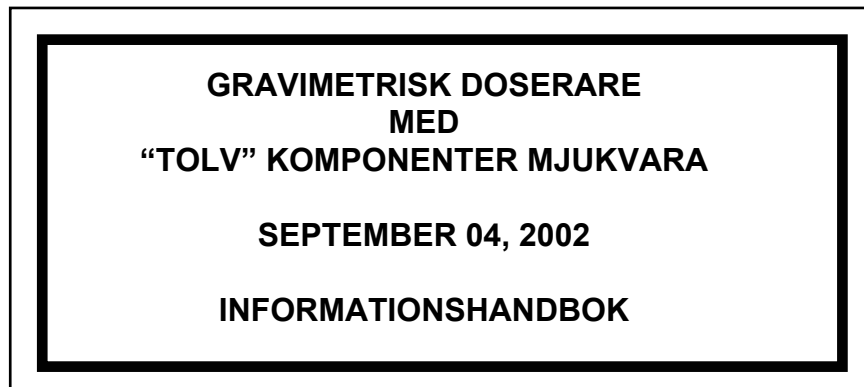 GRAVIMETRISK DOSERARE
MED
“TOLV” KOMPONENTER MJUKVARA
SEPTEMBER 04, 2002
INFORMATIONSHANDBOK